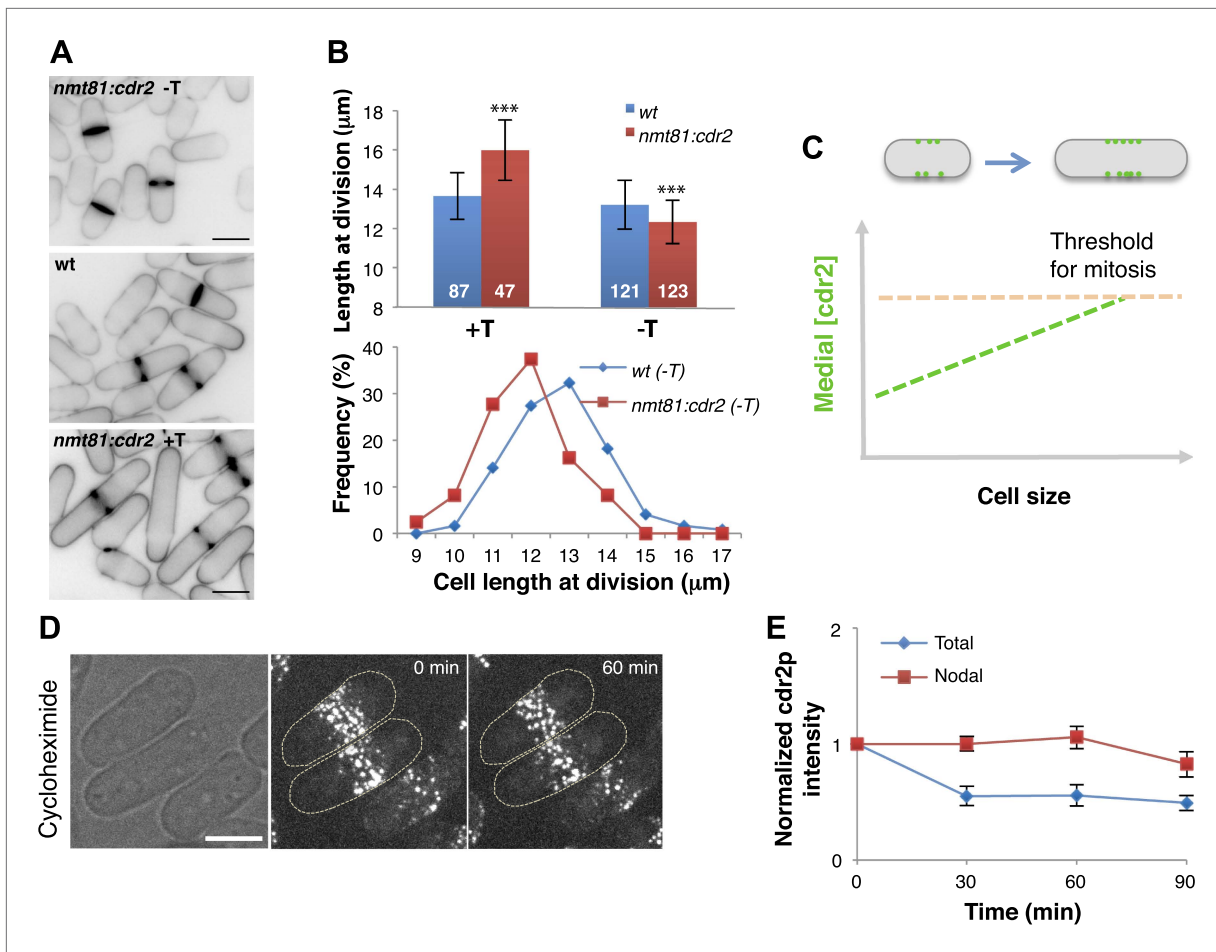 A
nmt81:cdr2 -T
wt
nmt81:cdr2 +T
B
Length at division (μm)
18
16
14
12
10
8
***
***
wt
nmt81:cdr2
87
47
121
123
+T
-T
Frequency (%)
40
30
20
10
0
wt (-T)
nmt81:cdr2 (-T)
9 10 11 12 13 14 15 16 17
Cell length at division (μm)
C
Threshold
for mitosis
Medial [cdr2]
Cell size
D
Cycloheximide
0 min
60 min
E
Normalized cdr2p
intensity
2
1
0
Total
Nodal
0 30 60 90
Time (min)